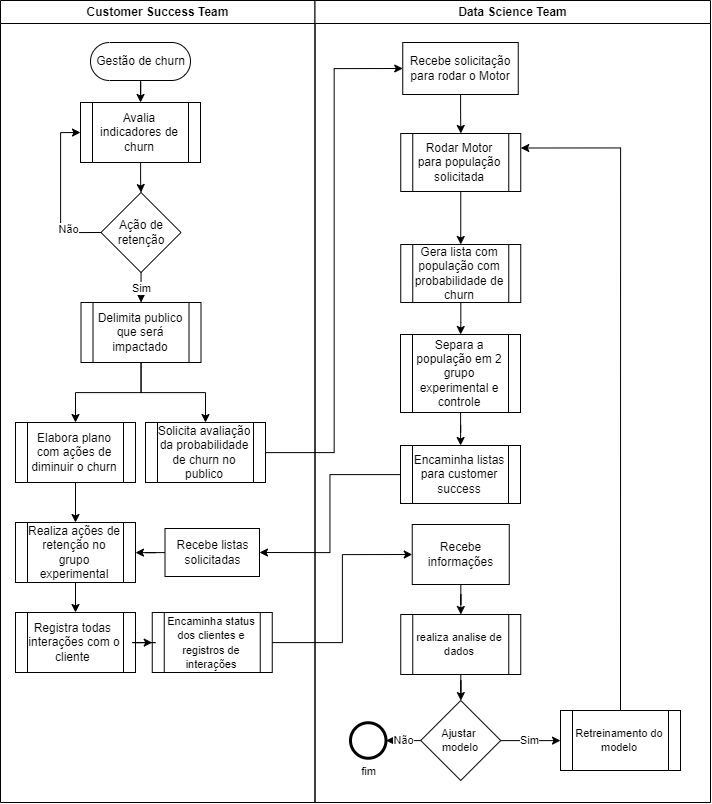 Customer Success Team
Data Science Team
Gestão de churn
Avalia
indicadores de
churn
Não
Ação de
retenção
Sim
Delimita publico
que será
impactado
Elabora plano
com ações de
diminuir o churn
Solicita avaliação
da probabilidade
de churn no
publico
Realiza ações de
retenção no
grupo
experimental
Recebe listas
solicitadas
Registra todas
interações com o
cliente
Encaminha status
dos clientes e
registros de
interações
Recebe solicitação
para rodar o Motor
Rodar Motor
para população
solicitada
Gera lista com
população com
probabilidade de
churn
Separa a
população em 2
grupo
experimental e
controle
Encaminha listas
para customer
success
Recebe
informações
realiza analise de
dados
Ajustar
modelo
Não
fim
Sim
Retreinamento do
modelo